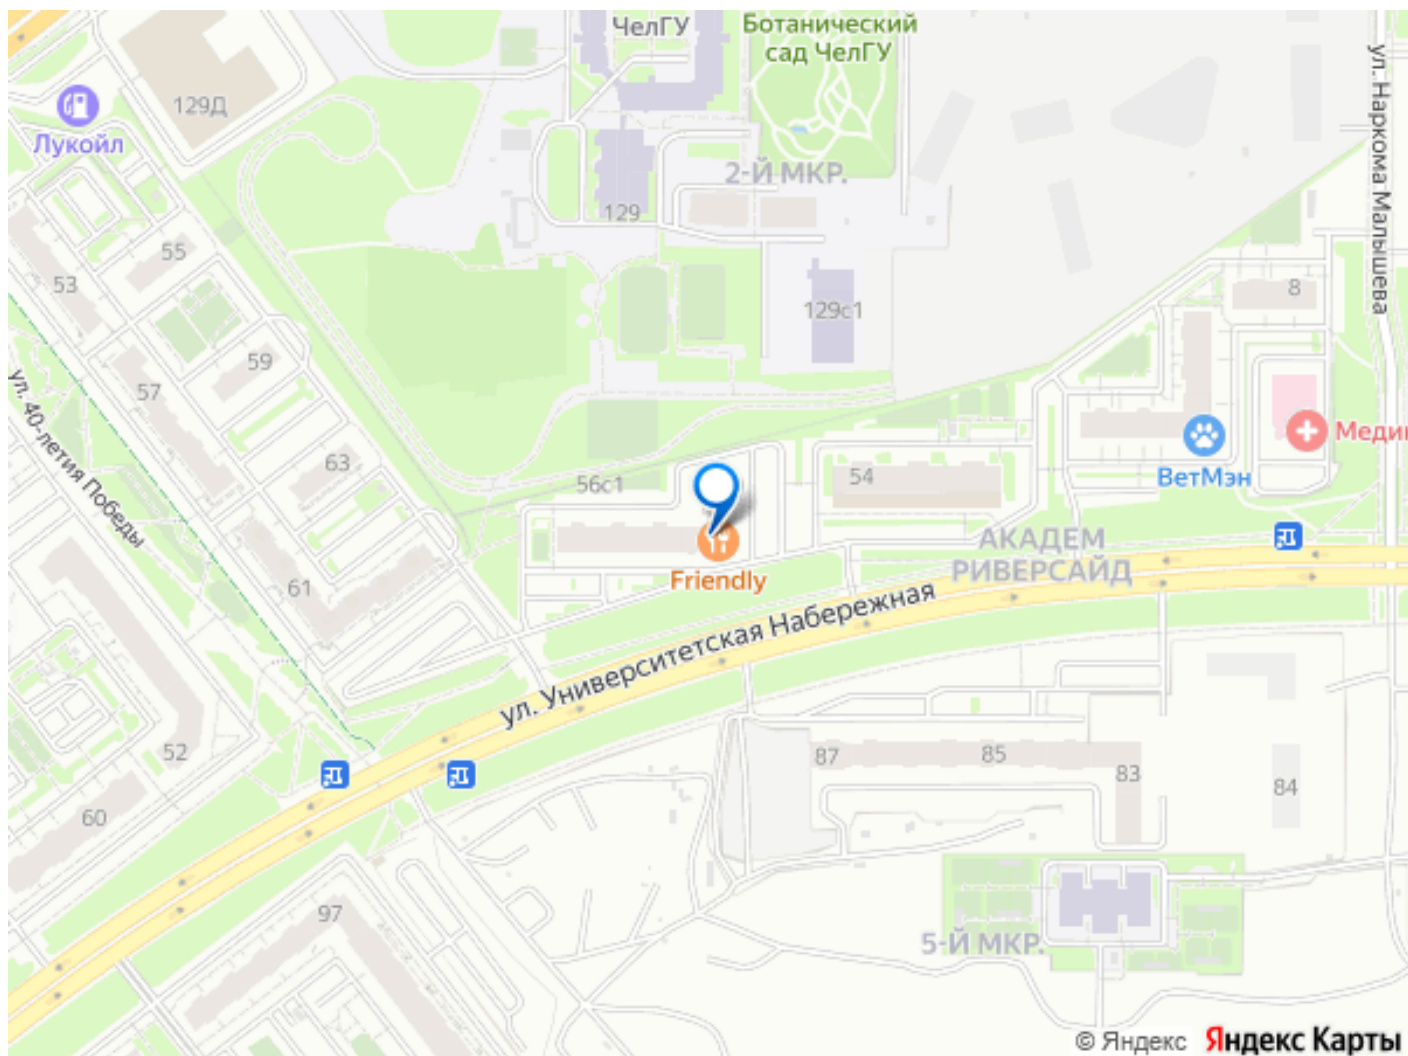 ЧелГУ
Ботанический
сад ЧелГУ
ул. Наркома Малышева
129Д
Лукойл
2-Й МКР.
129
55
53
8
129с1
59
57
ул. 40-летия Победы
63
Медиц
56с1
54
ВетМэн
АКАДЕМ
РИВЕРСАЙД
Friendly
61
ул. Университетская Набережная
52
87
85
83
84
60
97
5-Й МКР.
© Яндекс Яндекс Карты